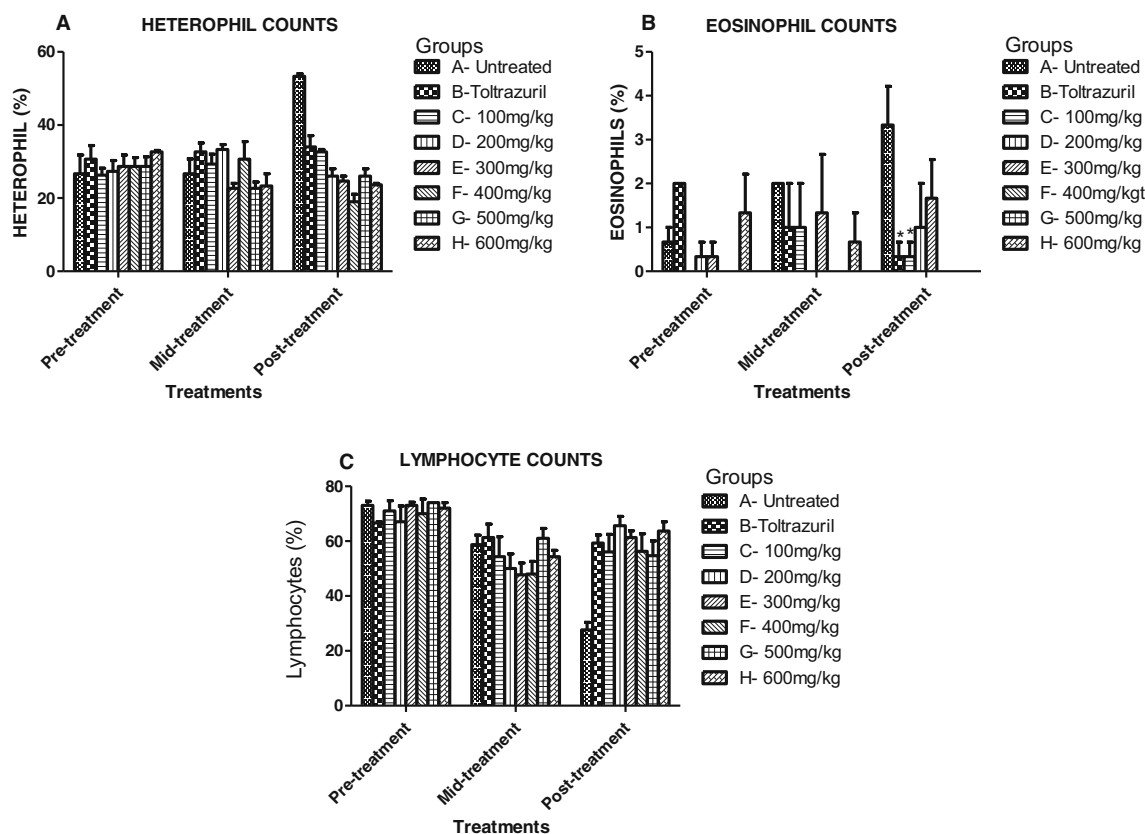 A HETEROPHIL COUNTS
HETEROPHIL (%)
60
40
20
0
Pre-treatment
Mid-treatment
Post-treatment
Treatments
Groups
A- Untreated
B-Toltrazuril
C- 100mg/kg
D- 200mg/kg
E- 300mg/kg
F- 400mg/kg
G- 500mg/kg
H- 600mg/kg
B EOSINOPHIL COUNTS
EOSINOPHILS (%)
5
4
3
2
1
0
* *
Pre-treatment
Mid-treatment
Post-treatment
Treatments
Groups
A- Untreated
B-Toltrazuril
C- 100mg/kg
D- 200mg/kg
E- 300mg/kg
F- 400mg/kgt
G- 500mg/kg
H- 600mg/kg
C LYMPHOCYTE COUNTS
Lymphocytes (%)
80
60
40
20
0
Pre-treatment
Mid-treatment
Post-treatment
Treatments
Groups
A- Untreated
B-Toltrazuril
C- 100mg/kg
D- 200mg/kg
E- 300mg/kg
F- 400mg/kg
G- 500mg/kg
H- 600mg/kg